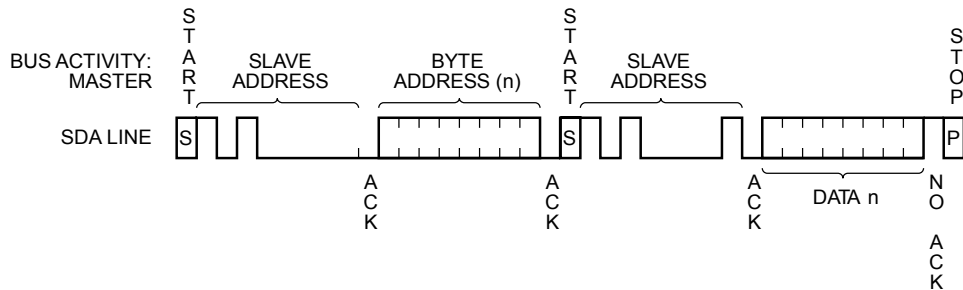 START
START
STOP
BUS ACTIVITY:
MASTER
SLAVE
ADDRESS
BYTE
ADDRESS (n)
SLAVE
ADDRESS
SDA LINE
S
S
P
ACK
ACK
ACK
DATA n
NO ACK